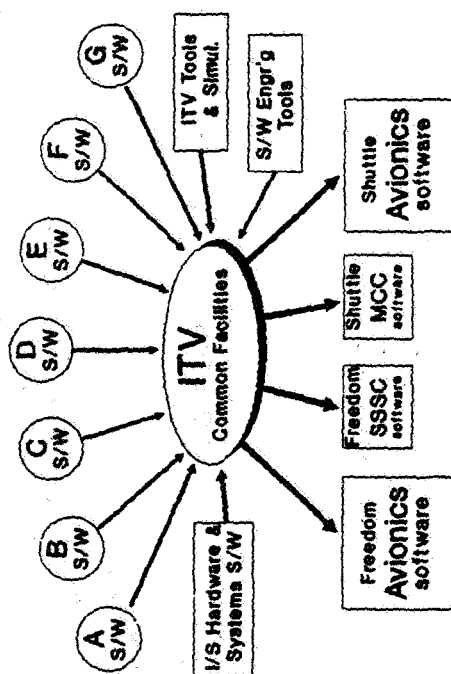 A
S/W
B
S/W
C
S/W
D
S/W
E
S/W
F
S/W
G
S/W
ITV
Common Facilities
I/S Hardware &
Systems S/W
ITV Tools
& Simul.
S/W Engr'g
Tools
Freedom
Avionics
software
Freedom
SSSC
software
Shuttle
MCC
software
Shuttle
Avionics
software